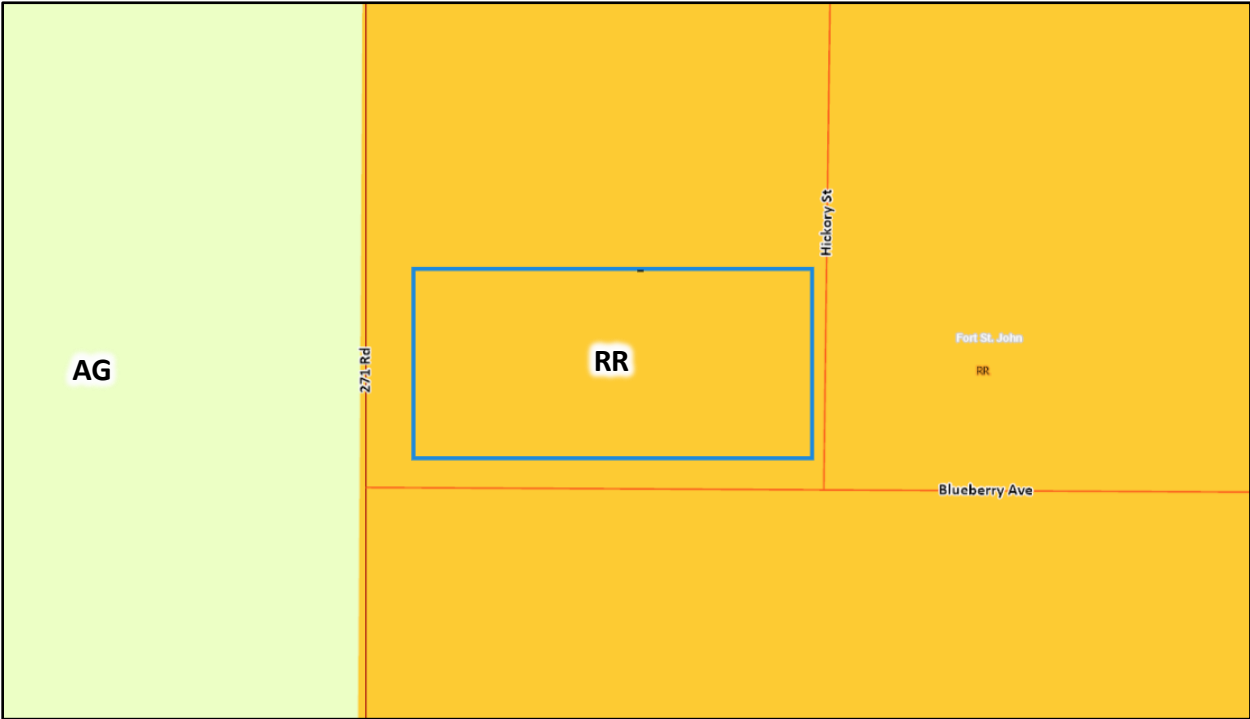 Hickory St
Fort St. John
RR
RR
AG
271 Rd
Blueberry Ave